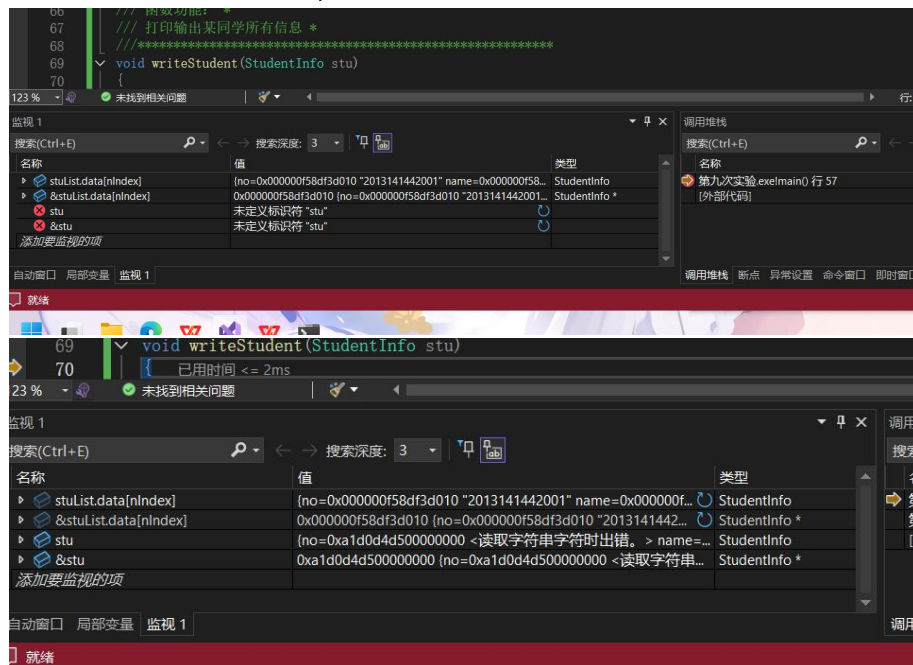 66 /// 函数功能: *
67 /// 打印输出某同学所有信息 *
68 ///**********************************************************
69 void writeStudent(StudentInfo stu)
70 {
123 % 未找到相关问题 行:
监视 1 调用堆栈
搜索(Ctrl+E) 搜索深度: 3 搜索(Ctrl+E)
名称 值 类型 名称
stuList.data[nIndex] {no=0x000000f58df3d010 "2013141442001" name=0x000000f58... StudentInfo 第九次实验.exe!main() 行 57
&stuList.data[nIndex] 0x000000f58df3d010 {no=0x000000f58df3d010 "2013141442001... StudentInfo * [外部代码]
stu 未定义标识符 "stu"
&stu 未定义标识符 "stu"
添加要监视的项
自动窗口 局部变量 监视 1 调用堆栈 断点 异常设置 命令窗口 即时窗口
就绪
69 void writeStudent(StudentInfo stu)
70 { 已用时间 <= 2ms
23 % 未找到相关问题
监视 1 调用
搜索(Ctrl+E) 搜索深度: 3 搜索
名称 值 类型
stuList.data[nIndex] {no=0x000000f58df3d010 "2013141442001" name=0x000000f... StudentInfo
&stuList.data[nIndex] 0x000000f58df3d010 {no=0x000000f58df3d010 "2013141442... StudentInfo *
stu {no=0xa1d0d4d500000000 <读取字符串字符时出错。> name=... StudentInfo
&stu 0xa1d0d4d500000000 {no=0xa1d0d4d500000000 <读取字符串... StudentInfo *
添加要监视的项
自动窗口 局部变量 监视 1 调用
就绪